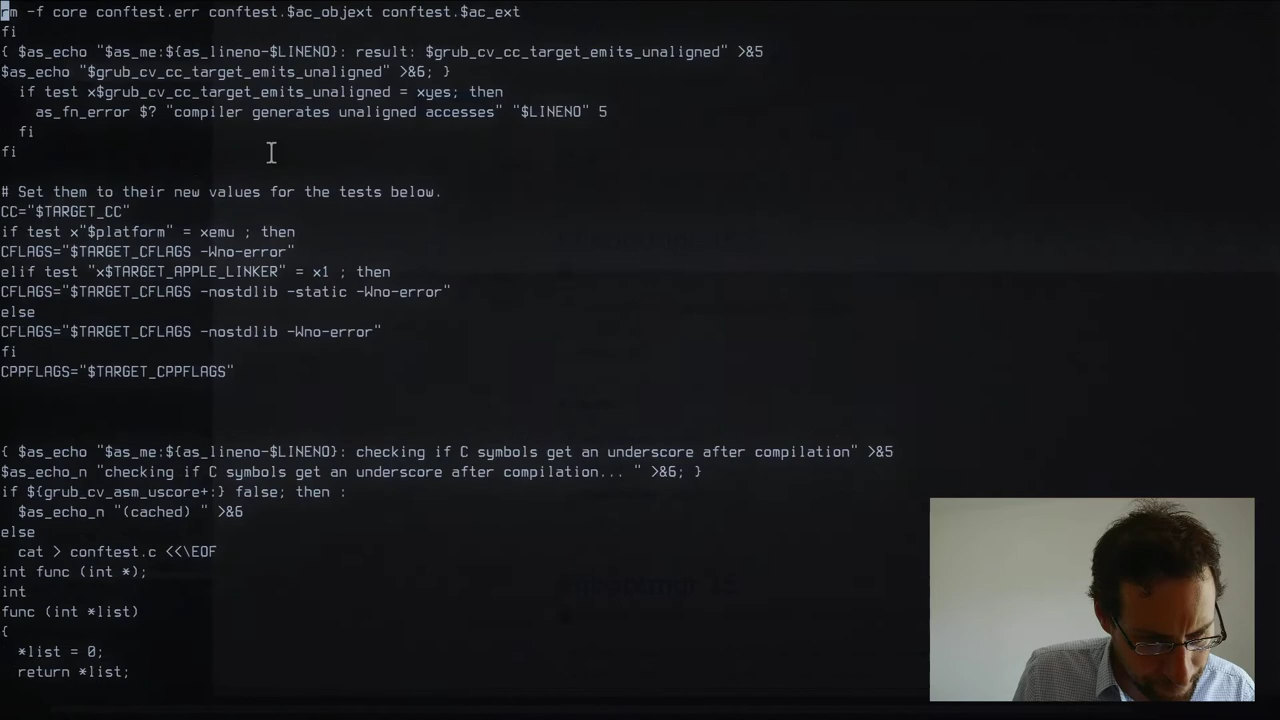 rm -f core conftest.err conftest.$ac_objext conftest.$ac_ext
fi
{ $as_echo "$as_me:${as_lineno-$LINENO}: result: $grub_cv_cc_target_emits_unaligned" >&5
$as_echo "$grub_cv_cc_target_emits_unaligned" >&6; }
  if test x$grub_cv_cc_target_emits_unaligned = xyes; then
    as_fn_error $? "compiler generates unaligned accesses" "$LINENO" 5
  fi
fi
# Set them to their new values for the tests below.
CC="$TARGET_CC"
if test x"$platform" = xemu ; then
CFLAGS="$TARGET_CFLAGS -Wno-error"
elif test "x$TARGET_APPLE_LINKER" = x1 ; then
CFLAGS="$TARGET_CFLAGS -nostdlib -static -Wno-error"
else
CFLAGS="$TARGET_CFLAGS -nostdlib -Wno-error"
fi
CPPFLAGS="$TARGET_CPPFLAGS"
{ $as_echo "$as_me:${as_lineno-$LINENO}: checking if C symbols get an underscore after compilation" >&5
$as_echo_n "checking if C symbols get an underscore after compilation... " >&6; }
if ${grub_cv_asm_uscore+:} false; then :
  $as_echo_n "(cached) " >&6
else
  cat > conftest.c <<\EOF
int func (int *);
int
func (int *list)
{
  *list = 0;
  return *list;